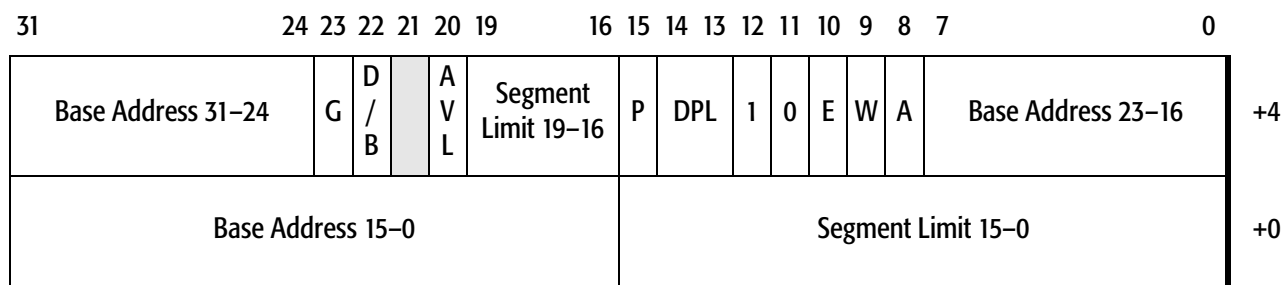 31 24 23 22 21 20 19 16 15 14 13 12 11 10 9 8 7 0
Base Address 31–24 G D/B AVL Segment Limit 19–16 P DPL 1 0 E W A Base Address 23–16 +4
Base Address 15–0 Segment Limit 15–0 +0